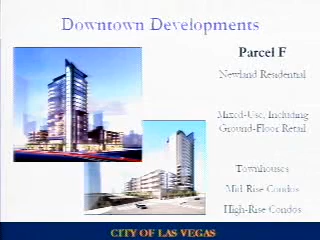 Downtown Developments
Parcel F
Newland Residential
Mixed-Use, Including
Ground-Floor Retail
Townhouses
Mid-Rise Condos
High-Rise Condos
CITY OF LAS VEGAS